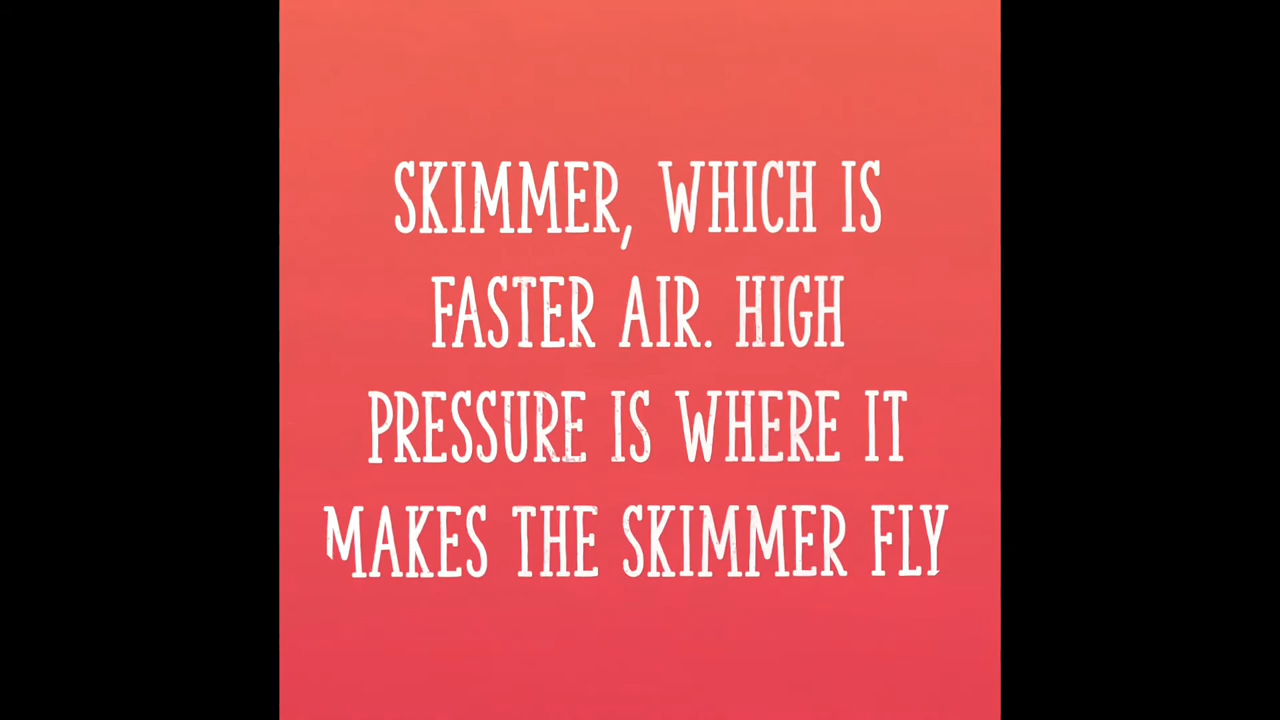 SKIMMER, WHICH IS
FASTER AIR. HIGH
PRESSURE IS WHERE IT
MAKES THE SKIMMER FLY